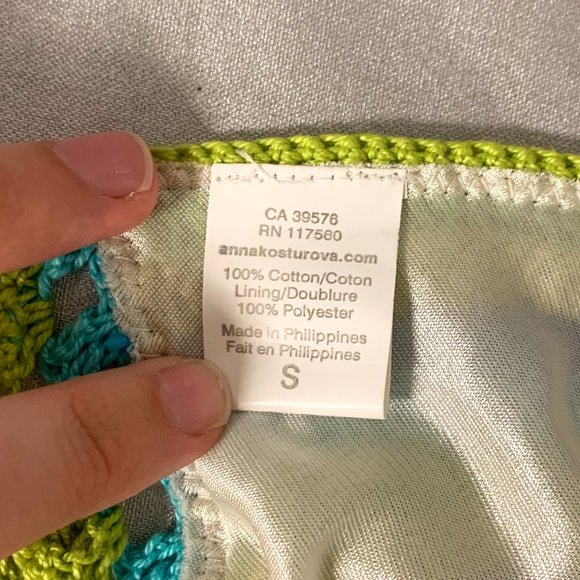 CA 39576
RN 117560
annakosturova.com
100% Cotton/Coton
Lining/Doublure
100% Polyester
Made in Philippines
Fait en Philippines
S